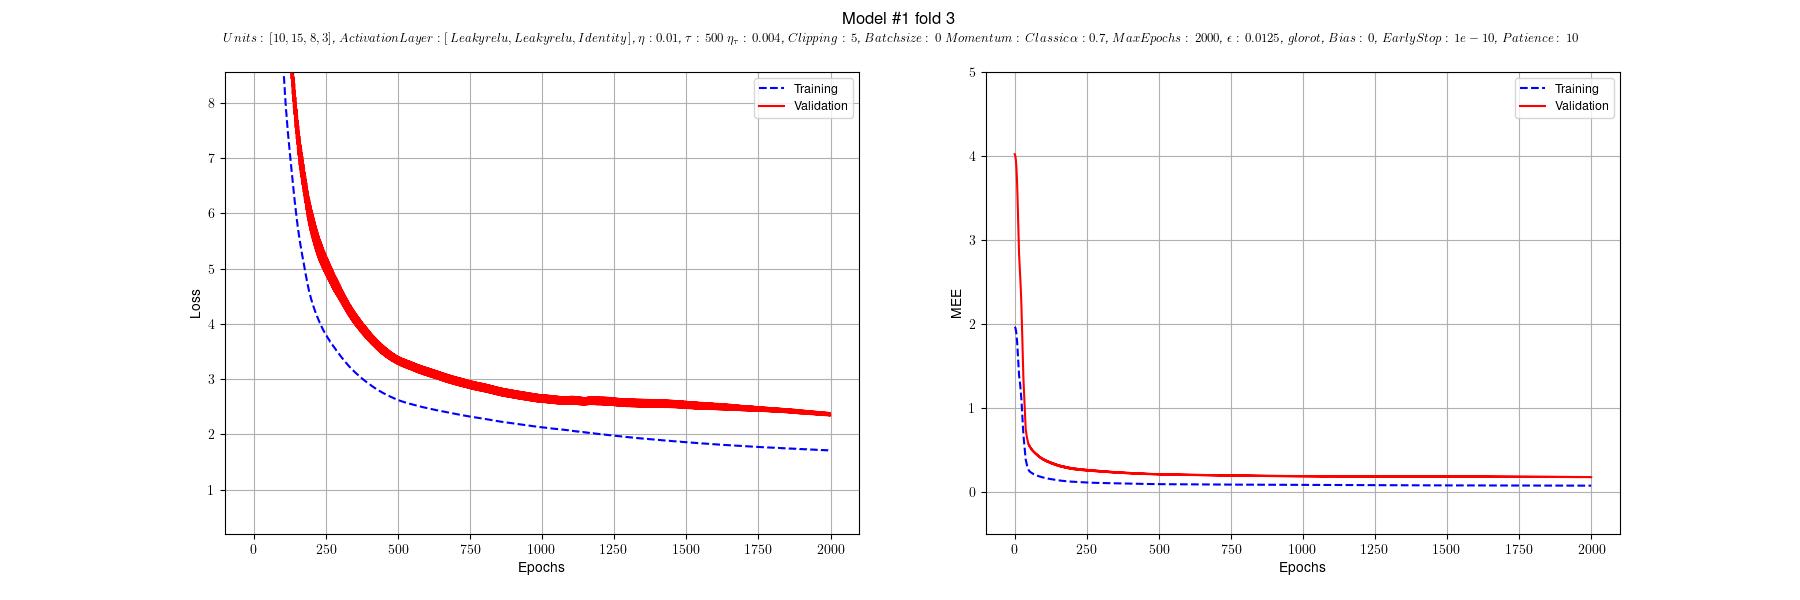 Model #1 fold 3
Units : [10, 15, 8, 3], ActivationLayer : [ Leakyrelu, Leakyrelu, Identity], η : 0.01, τ : 500 ητ : 0.004, Clipping : 5, Batchsize : 0 Momentum : Classicα : 0.7, MaxEpochs : 2000, ϵ : 0.0125, glorot, Bias : 0, EarlyStop : 1e − 10, Patience : 10
Training
Validation
8
7
6
5
4
3
2
1
Loss
0 250 500 750 1000 1250 1500 1750 2000
Epochs
Training
Validation
5
4
3
2
1
0
MEE
0 250 500 750 1000 1250 1500 1750 2000
Epochs